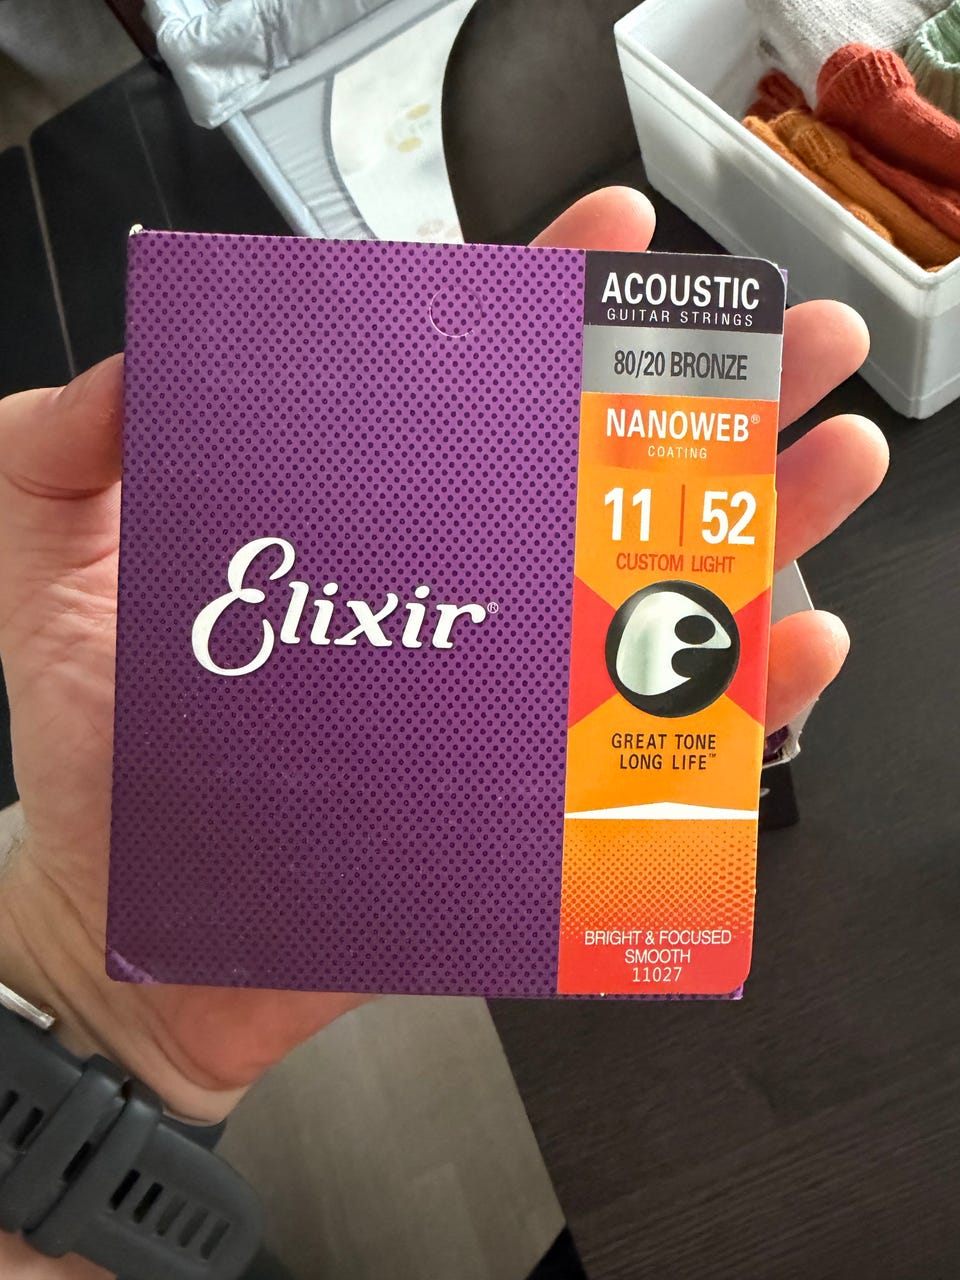 Elixir®
ACOUSTIC
GUITAR STRINGS
80/20 BRONZE
NANOWEB®
COATING
11 | 52
CUSTOM LIGHT
GREAT TONE
LONG LIFE™
BRIGHT & FOCUSED
SMOOTH
11027